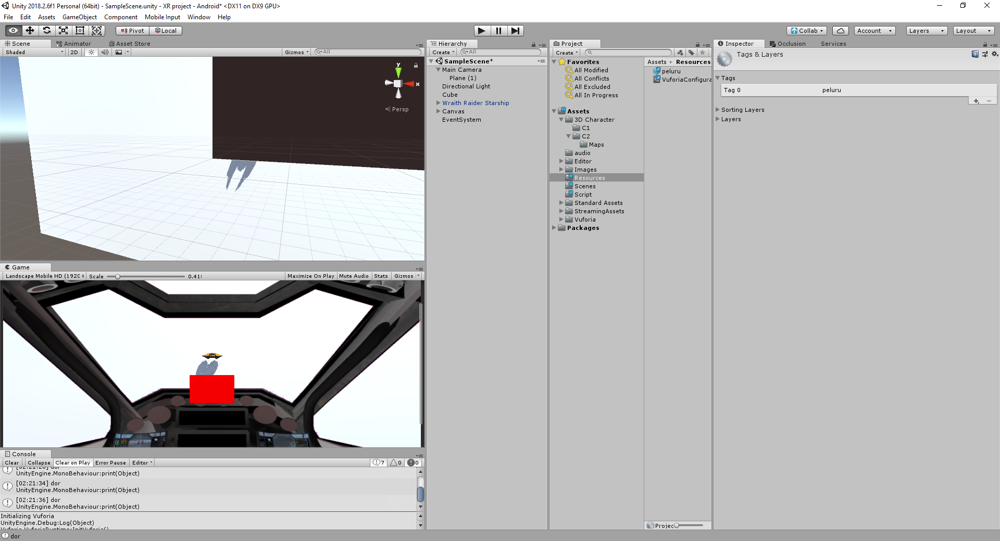 Unity 2018.2.6f1 Personal (64bit) - SampleScene.unity - XR project - Android* <DX11 on DX9 GPU>
File Edit Assets GameObject Component Mobile Input Window Help
Pivot Local Collab Account Layers Layout
Scene Animator Asset Store
Shaded 2D Gizmos All
y
x
Persp
Game
Landscape Mobile HD (192C Scale 0.41 Maximize On Play Mute Audio Stats Gizmos
Console
Clear Collapse Clear on Play Error Pause Editor 7 0 0
[02:21:26] dor
UnityEngine.MonoBehaviour:print(Object)
[02:21:34] dor
UnityEngine.MonoBehaviour:print(Object)
[02:21:36] dor
UnityEngine.MonoBehaviour:print(Object)
Initializing Vuforia
UnityEngine.Debug:Log(Object)
Vuforia.VuforiaRuntime:InitVuforia()
dor
Hierarchy
Create All
SampleScene*
Main Camera
Plane (1)
Directional Light
Cube
Wraith Raider Starship
Canvas
EventSystem
Project
Create
Favorites
All Modified
All Conflicts
All Excluded
All In Progress
Assets
3D Character
C1
C2
Maps
audio
Editor
Images
Resources
Scenes
Script
Standard Assets
StreamingAssets
Vuforia
Packages
Assets Resources
peluru
VuforiaConfigura
Projec
Inspector Occlusion Services
Tags & Layers
Tags
Tag 0 peluru
Sorting Layers
Layers